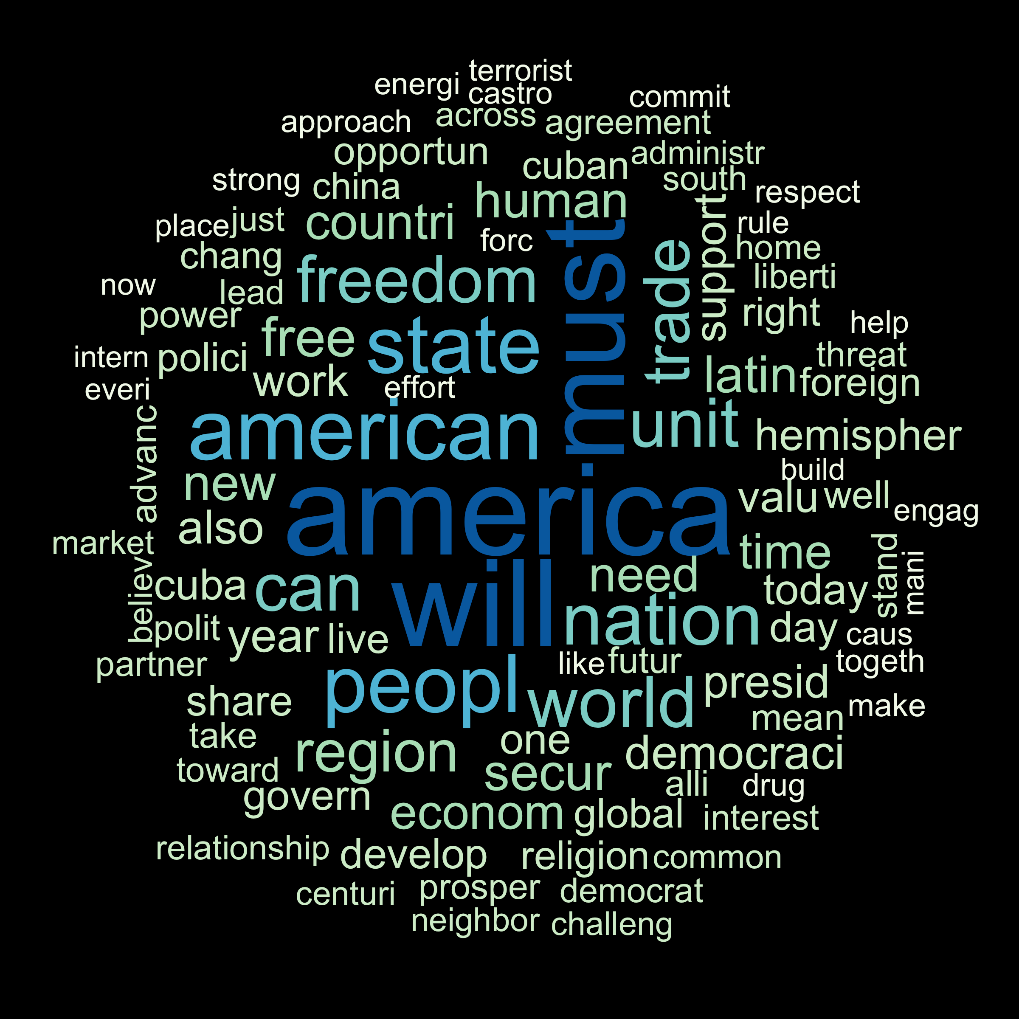 terrorist
energi
castro
commit
approach
across
agreement
opportun
cuban
administr
strong
china
human
south
respect
place
just
countri
forc
must
support
rule
chang
freedom
trade
home
now
lead
liberti
power
free
state
right
help
intern
polici
work
effort
latin
threat
everi
foreign
advanc
american
unit
hemispher
new
america
build
also
valu
well
engag
market
time
believ
cuba
can
will
need
today
stand
mani
polit
year
live
nation
day
caus
partner
like
futur
togeth
share
peopl
world
presid
make
take
mean
region
one
democraci
toward
secur
alli
drug
govern
econom
global
interest
relationship
develop
religion
common
centuri
prosper
democrat
neighbor
challeng